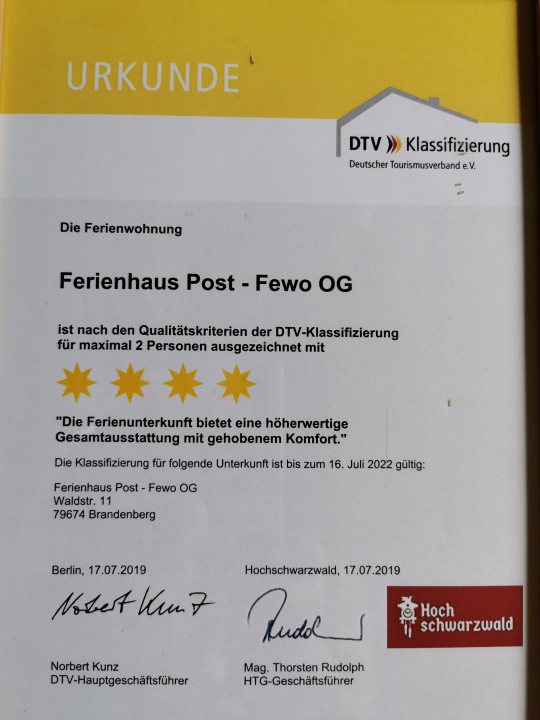 URKUNDE
DTV Klassifizierung
Deutscher Tourismusverband e.V.
Die Ferienwohnung
Ferienhaus Post - Fewo OG
ist nach den Qualitätskriterien der DTV-Klassifizierung
für maximal 2 Personen ausgezeichnet mit
"Die Ferienunterkunft bietet eine höherwertige
Gesamtausstattung mit gehobenem Komfort."
Die Klassifizierung für folgende Unterkunft ist bis zum 16. Juli 2022 gültig:
Ferienhaus Post - Fewo OG
Waldstr. 11
79674 Brandenberg
Berlin, 17.07.2019
Hochschwarzwald, 17.07.2019
Norbert Kunz
Rudol
Hoch
schwarzwald
Norbert Kunz
DTV-Hauptgeschäftsführer
Mag. Thorsten Rudolph
HTG-Geschäftsführer